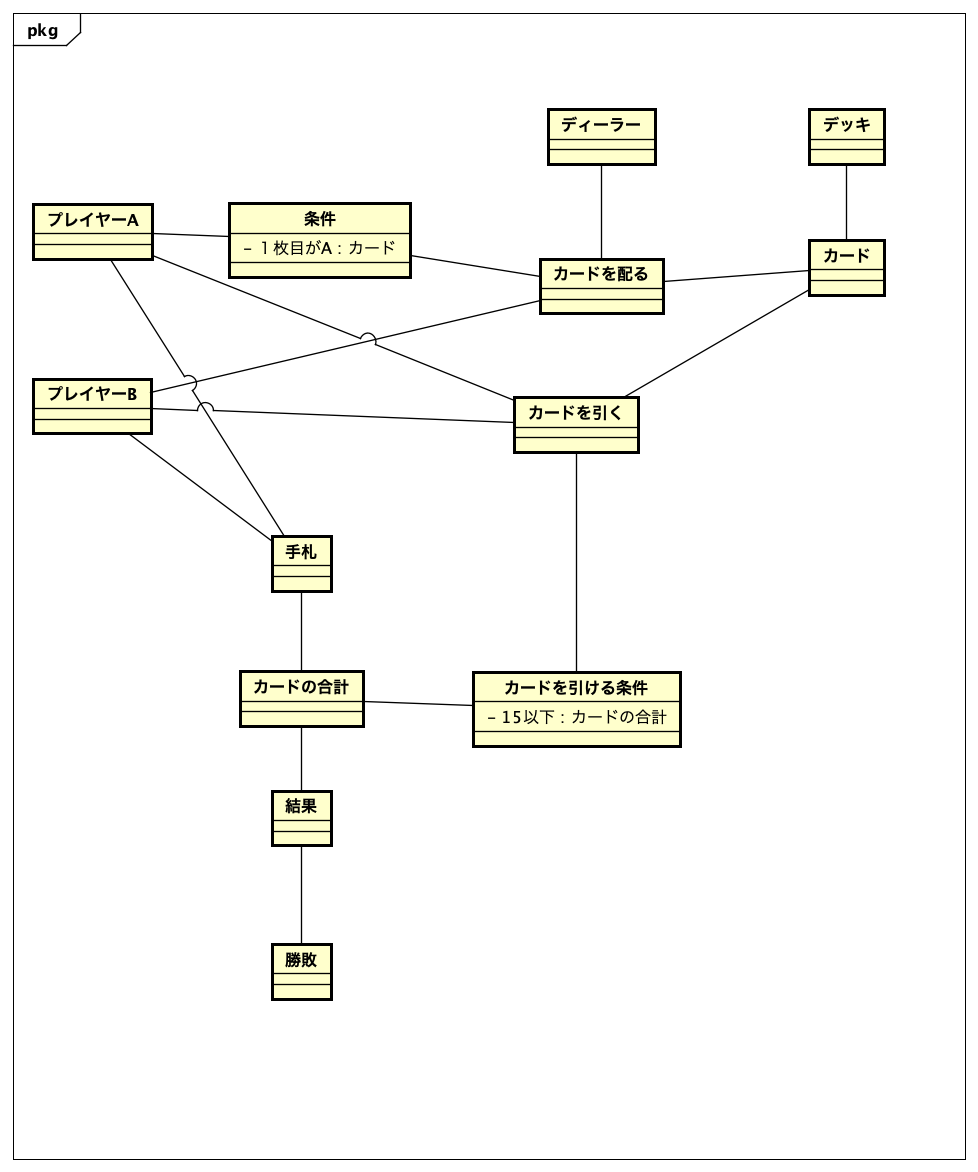 pkg
ディーラー
デッキ
プレイヤーA
条件
- 1枚目がA : カード
カードを配る
カード
プレイヤーB
カードを引く
手札
カードの合計
カードを引ける条件
- 15以下 : カードの合計
結果
勝敗